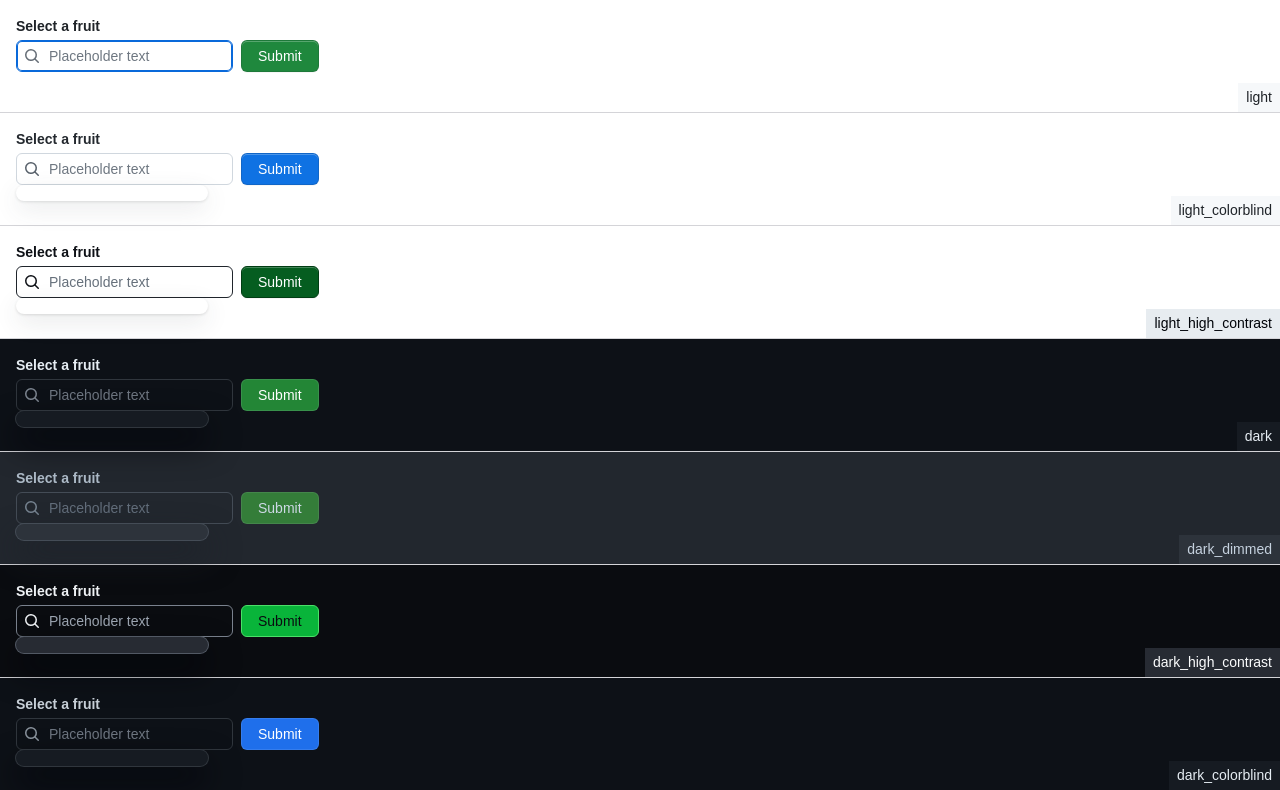 Select a fruit
Placeholder text Submit
light
Select a fruit
Placeholder text Submit
light_colorblind
Select a fruit
Placeholder text Submit
light_high_contrast
Select a fruit
Placeholder text Submit
dark
Select a fruit
Placeholder text Submit
dark_dimmed
Select a fruit
Placeholder text Submit
dark_high_contrast
Select a fruit
Placeholder text Submit
dark_colorblind